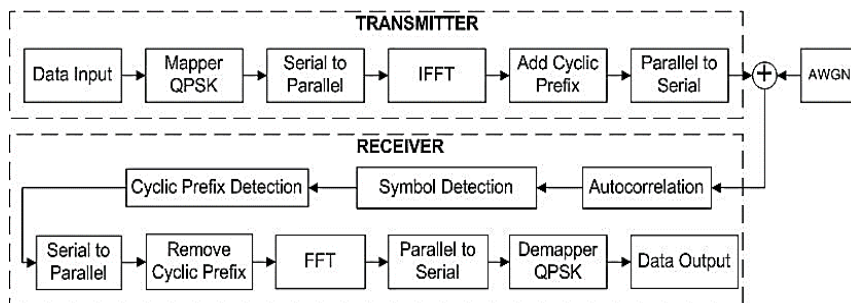 TRANSMITTER
Data Input
Mapper
QPSK
Serial to
Parallel
IFFT
Add Cyclic
Prefix
Parallel to
Serial
+
AWGN
RECEIVER
Cyclic Prefix Detection
Symbol Detection
Autocorrelation
Serial to
Parallel
Remove
Cyclic Prefix
FFT
Parallel to
Serial
Demapper
QPSK
Data Output